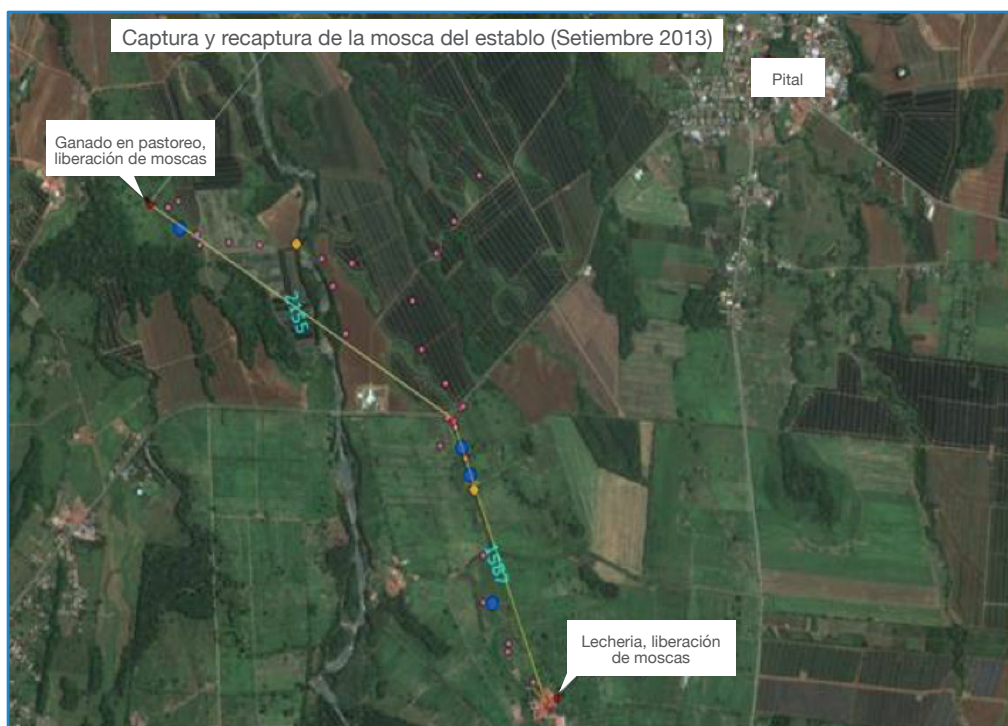 Captura y recaptura de la mosca del establo (Setiembre 2013)
Pital
Ganado en pastoreo,
liberación de moscas
2155
1557
Lecheria, liberación
de moscas